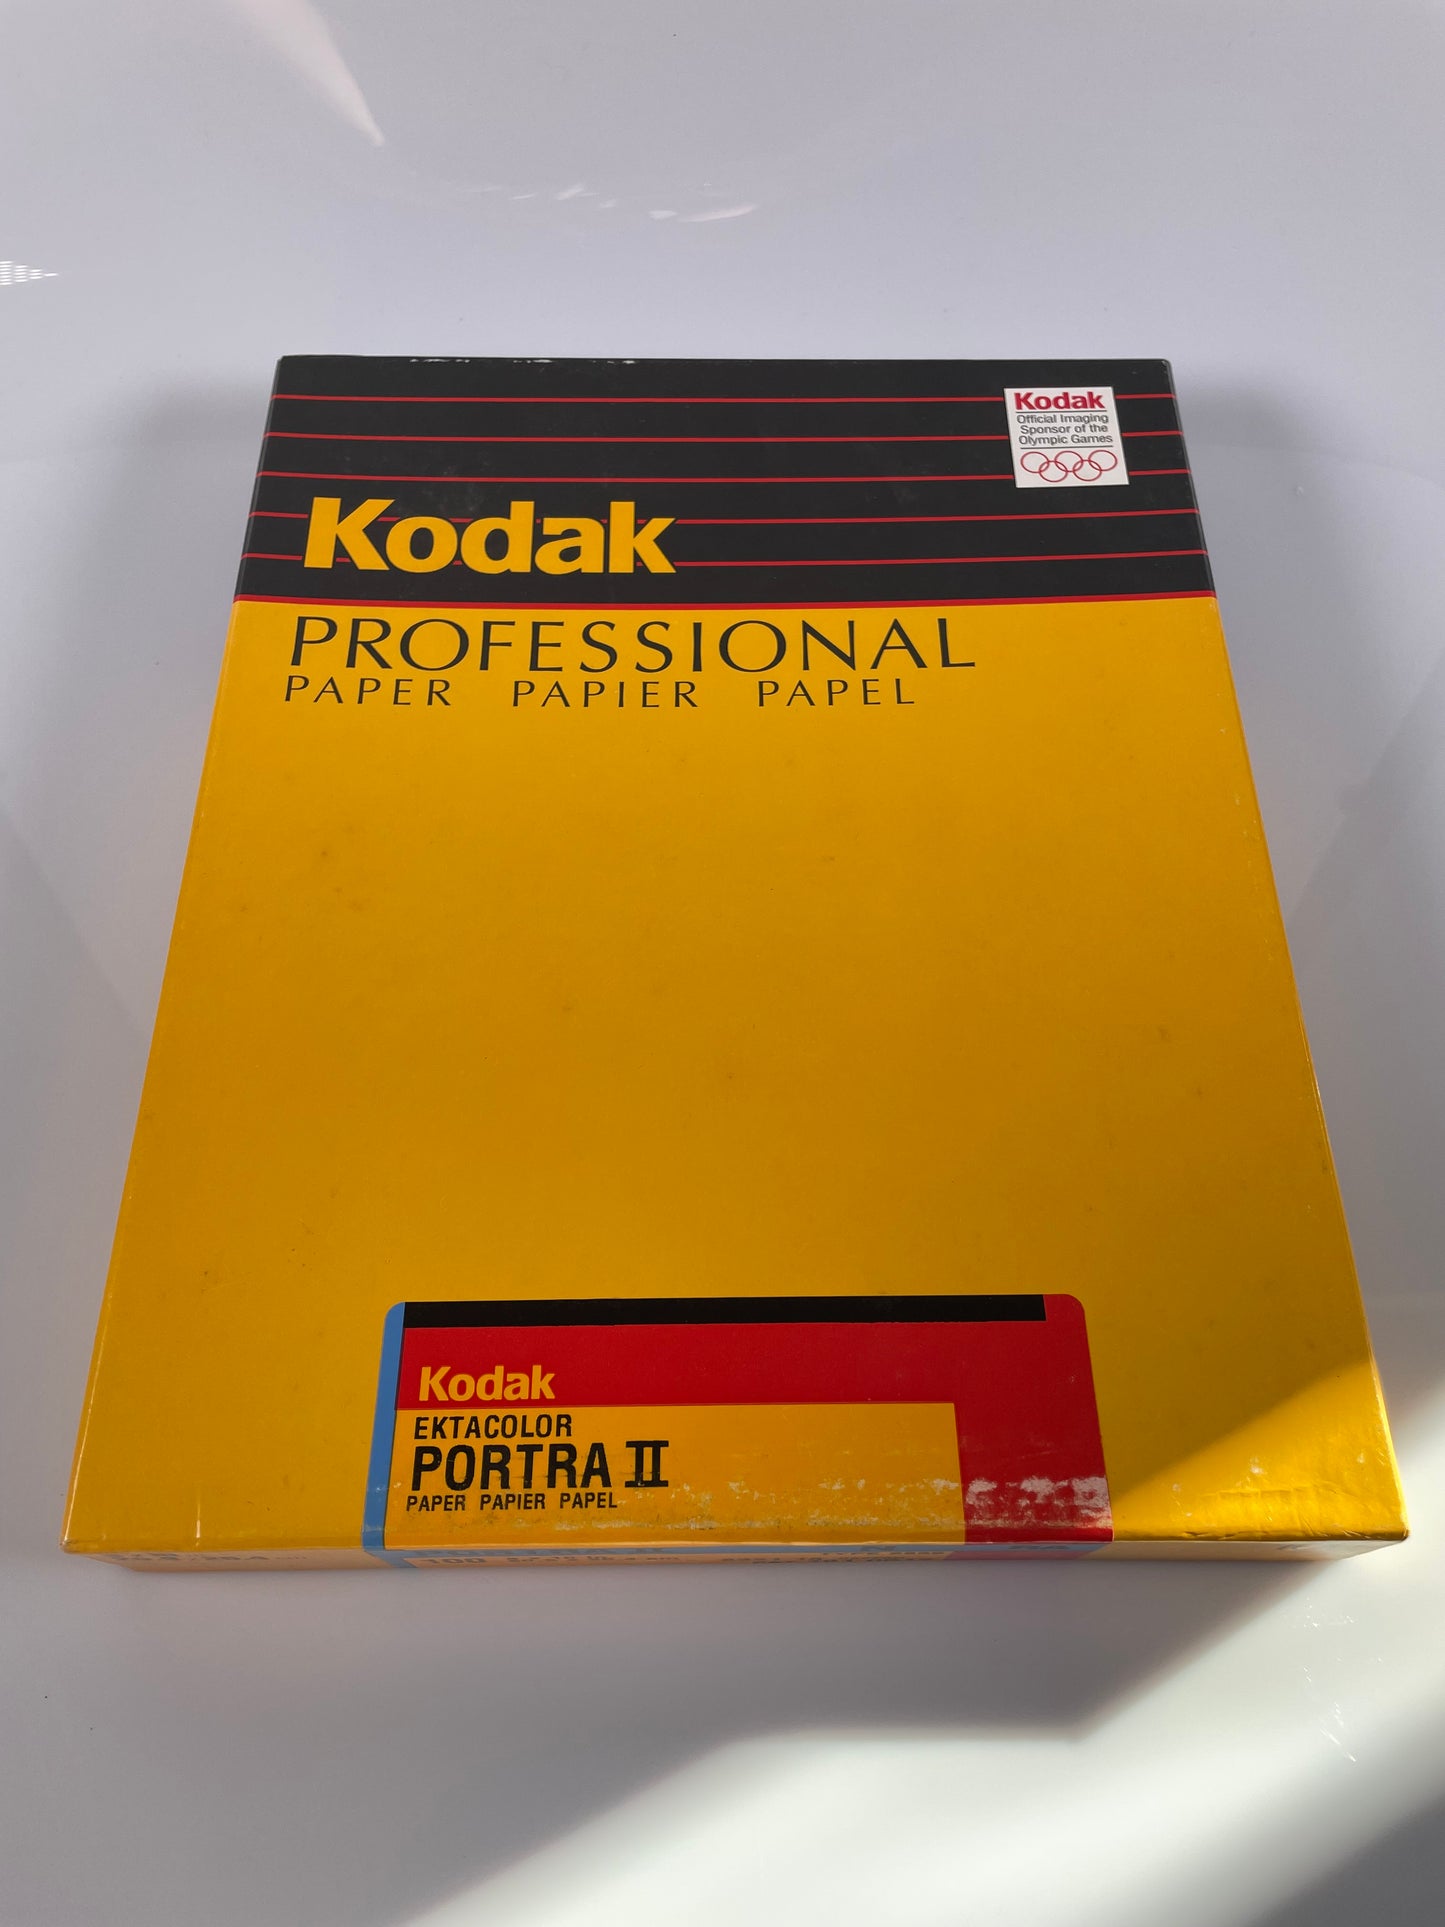 Kodak
Official Imaging
Sponsor of the
Olympic Games
Kodak
PROFESSIONAL
PAPER PAPIER PAPEL
Kodak
EKTACOLOR
PORTRA II
PAPER PAPIER PAPEL
100